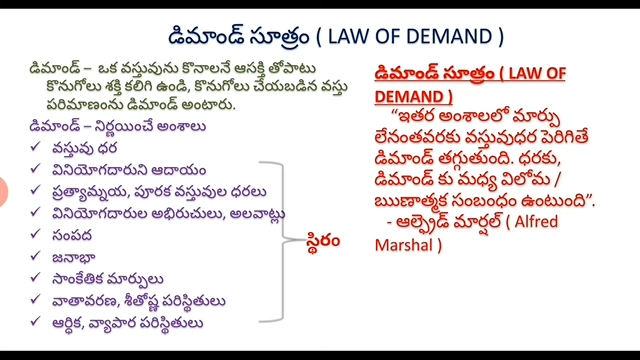 డిమాండ్ సూత్రం ( LAW OF DEMAND )
డిమాండ్ – ఒక వస్తువును కొనాలనే ఆసక్తి తోపాటు
కొనుగోలు శక్తి కలిగి ఉండి, కొనుగోలు చేయబడిన వస్తు
పరిమాణంను డిమాండ్ అంటారు.
డిమాండ్ – నిర్ణయించే అంశాలు
✓ వస్తువు ధర
✓ వినియోగదారుని ఆదాయం
✓ ప్రత్యామ్నయ, పూరక వస్తువుల ధరలు
✓ వినియోగదారుల అభిరుచులు, అలవాట్లు
✓ సంపద
✓ జనాభా
✓ సాంకేతిక మార్పులు
✓ వాతావరణ, శీతోష్ణ పరిస్థితులు
✓ ఆర్ధిక, వ్యాపార పరిస్థితులు
స్థిరం
డిమాండ్ సూత్రం ( LAW OF
DEMAND )
“ఇతర అంశాలలో మార్పు
లేనంతవరకు వస్తువుధర పెరిగితే
డిమాండ్ తగ్గుతుంది. ధరకు,
డిమాండ్ కు మధ్య విలోమ /
ఋణాత్మక సంబంధం ఉంటుంది”.
- ఆల్ఫ్రెడ్ మార్షల్ ( Alfred
Marshal )